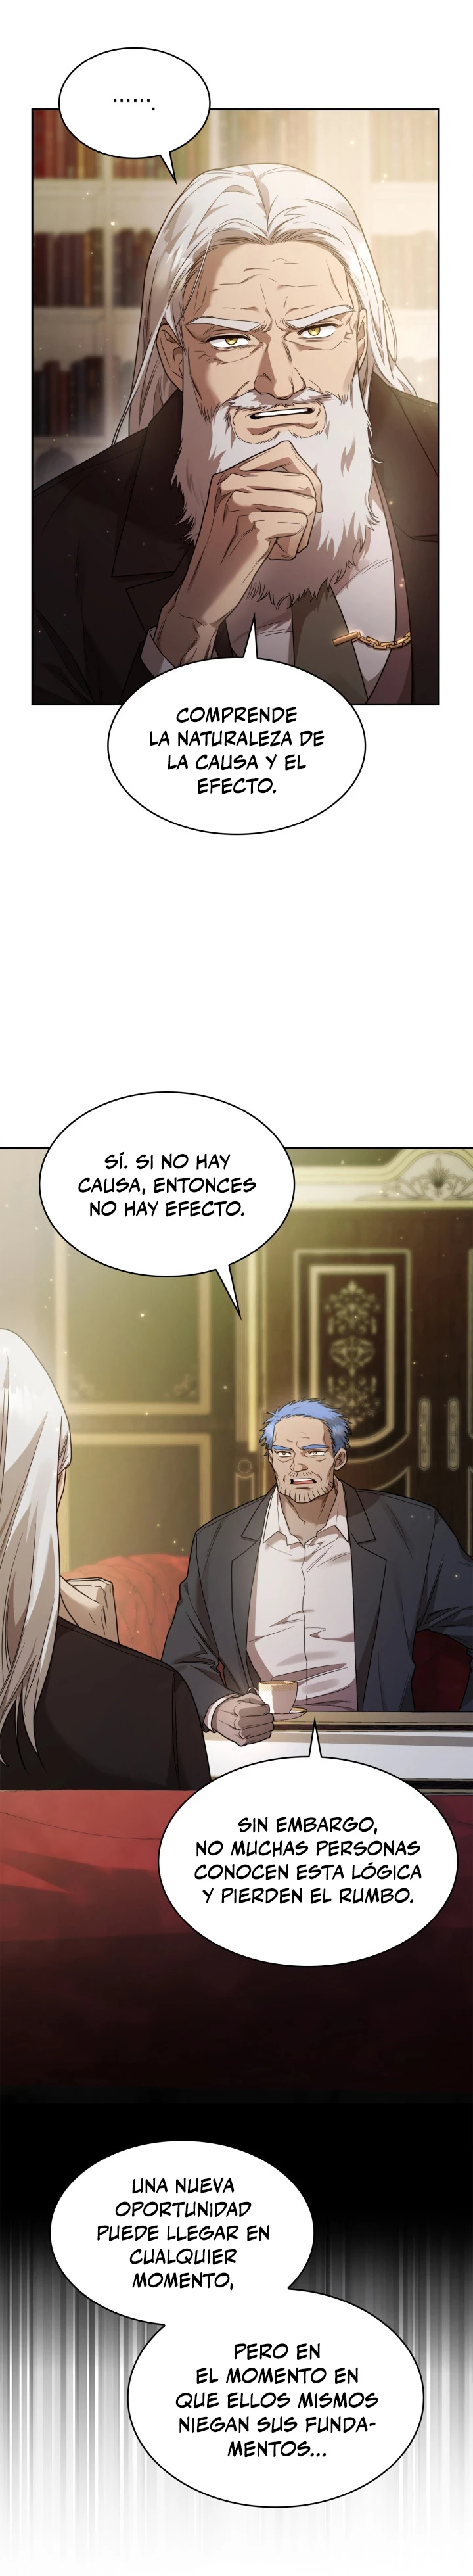 .......
COMPRENDE
LA NATURALEZA DE
LA CAUSA Y EL
EFECTO.
SÍ. SI NO HAY
CAUSA, ENTONCES
NO HAY EFECTO.
SIN EMBARGO,
NO MUCHAS PERSONAS
CONOCEN ESTA LÓGICA
Y PIERDEN EL RUMBO.
UNA NUEVA
OPORTUNIDAD
PUEDE LLEGAR EN
CUALQUIER
MOMENTO,
PERO EN
EL MOMENTO EN
QUE ELLOS MISMOS
NIEGAN SUS FUNDA-
MENTOS...